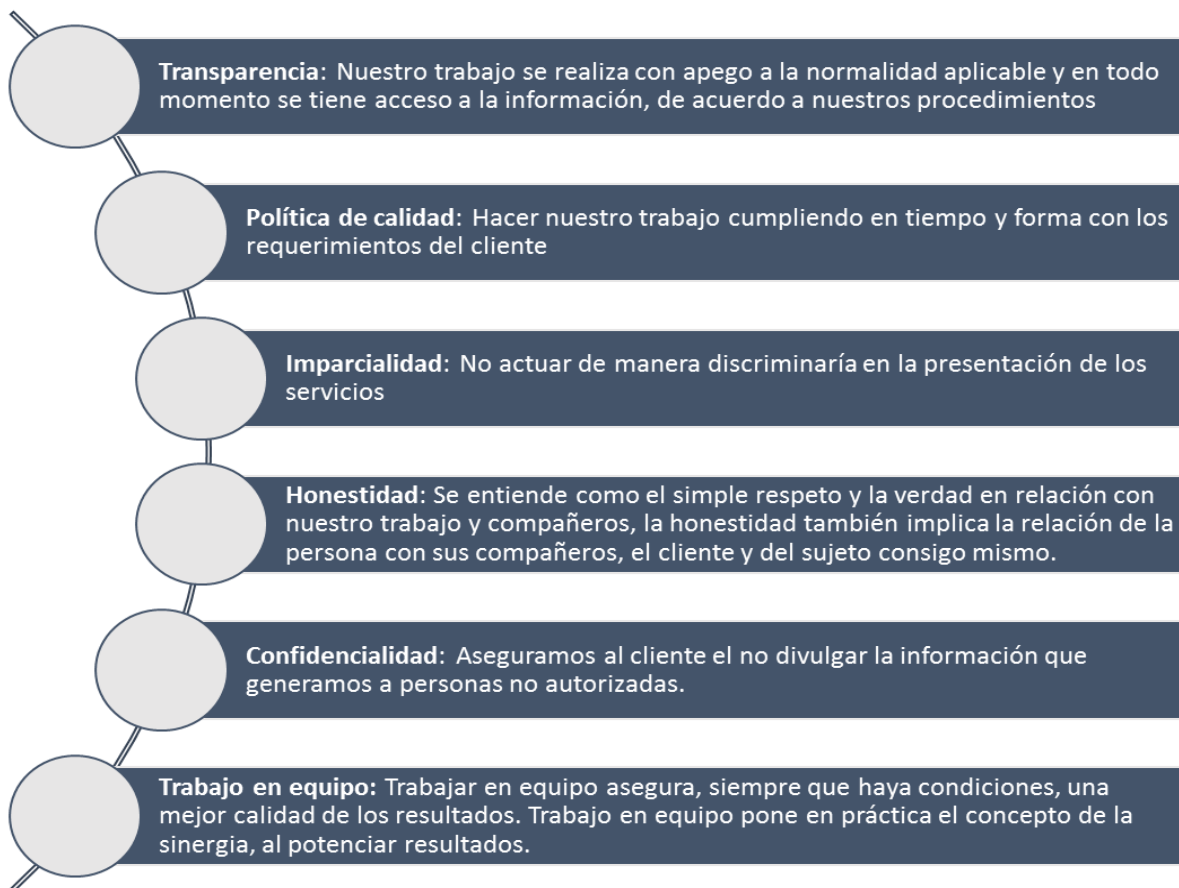 Transparencia: Nuestro trabajo se realiza con apego a la normalidad aplicable y en todo
momento se tiene acceso a la información, de acuerdo a nuestros procedimientos
Política de calidad: Hacer nuestro trabajo cumpliendo en tiempo y forma con los
requerimientos del cliente
Imparcialidad: No actuar de manera discriminaría en la presentación de los
servicios
Honestidad: Se entiende como el simple respeto y la verdad en relación con
nuestro trabajo y compañeros, la honestidad también implica la relación de la
persona con sus compañeros, el cliente y del sujeto consigo mismo.
Confidencialidad: Aseguramos al cliente el no divulgar la información que
generamos a personas no autorizadas.
Trabajo en equipo: Trabajar en equipo asegura, siempre que haya condiciones, una
mejor calidad de los resultados. Trabajo en equipo pone en práctica el concepto de la
sinergia, al potenciar resultados.